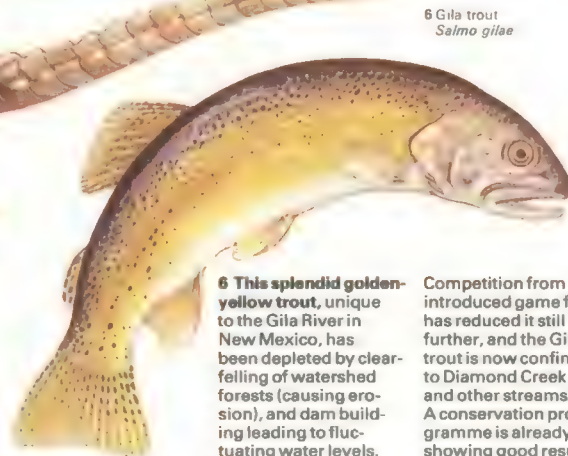 6 Gila trout
Salmo gilae
6 This splendid golden-
yellow trout, unique
to the Gila River in
New Mexico, has
been depleted by clear-
felling of watershed
forests (causing ero-
sion), and dam build-
ing leading to fluc-
tuating water levels.
Competition from
introduced game
has reduced it still
further, and the
trout is now confin
to Diamond Creek
and other streams
A conservation pro
gramme is already
showing good